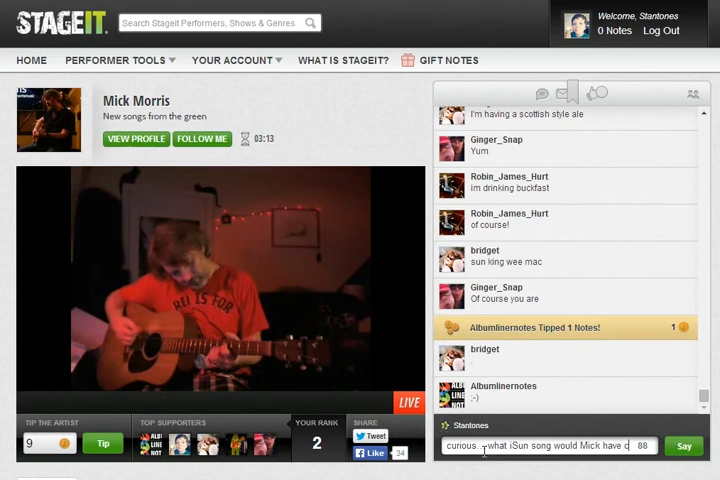 STAGEIT.
Search Stageit Performers, Shows & Genres
Welcome, Stantones
0 Notes Log Out
HOME PERFORMER TOOLS YOUR ACCOUNT WHAT IS STAGEIT? GIFT NOTES
Mick Morris
New songs from the green
VIEW PROFILE FOLLOW ME 03:13
LIVE
TIP THE ARTIST
9 Tip
TOP SUPPORTERS
YOUR RANK
2
SHARE
Tweet
Like 34
I'm having a scottish style ale
Ginger_Snap
Yum
Robin_James_Hurt
im drinking buckfast
Robin_James_Hurt
of course!
bridget
sun king wee mac
Ginger_Snap
Of course you are
Albumlinernotes Tipped 1 Notes! 1
bridget
.
Albumlinernotes
:-)
Stantones
curious...what iSun song would Mick have c 88
Say